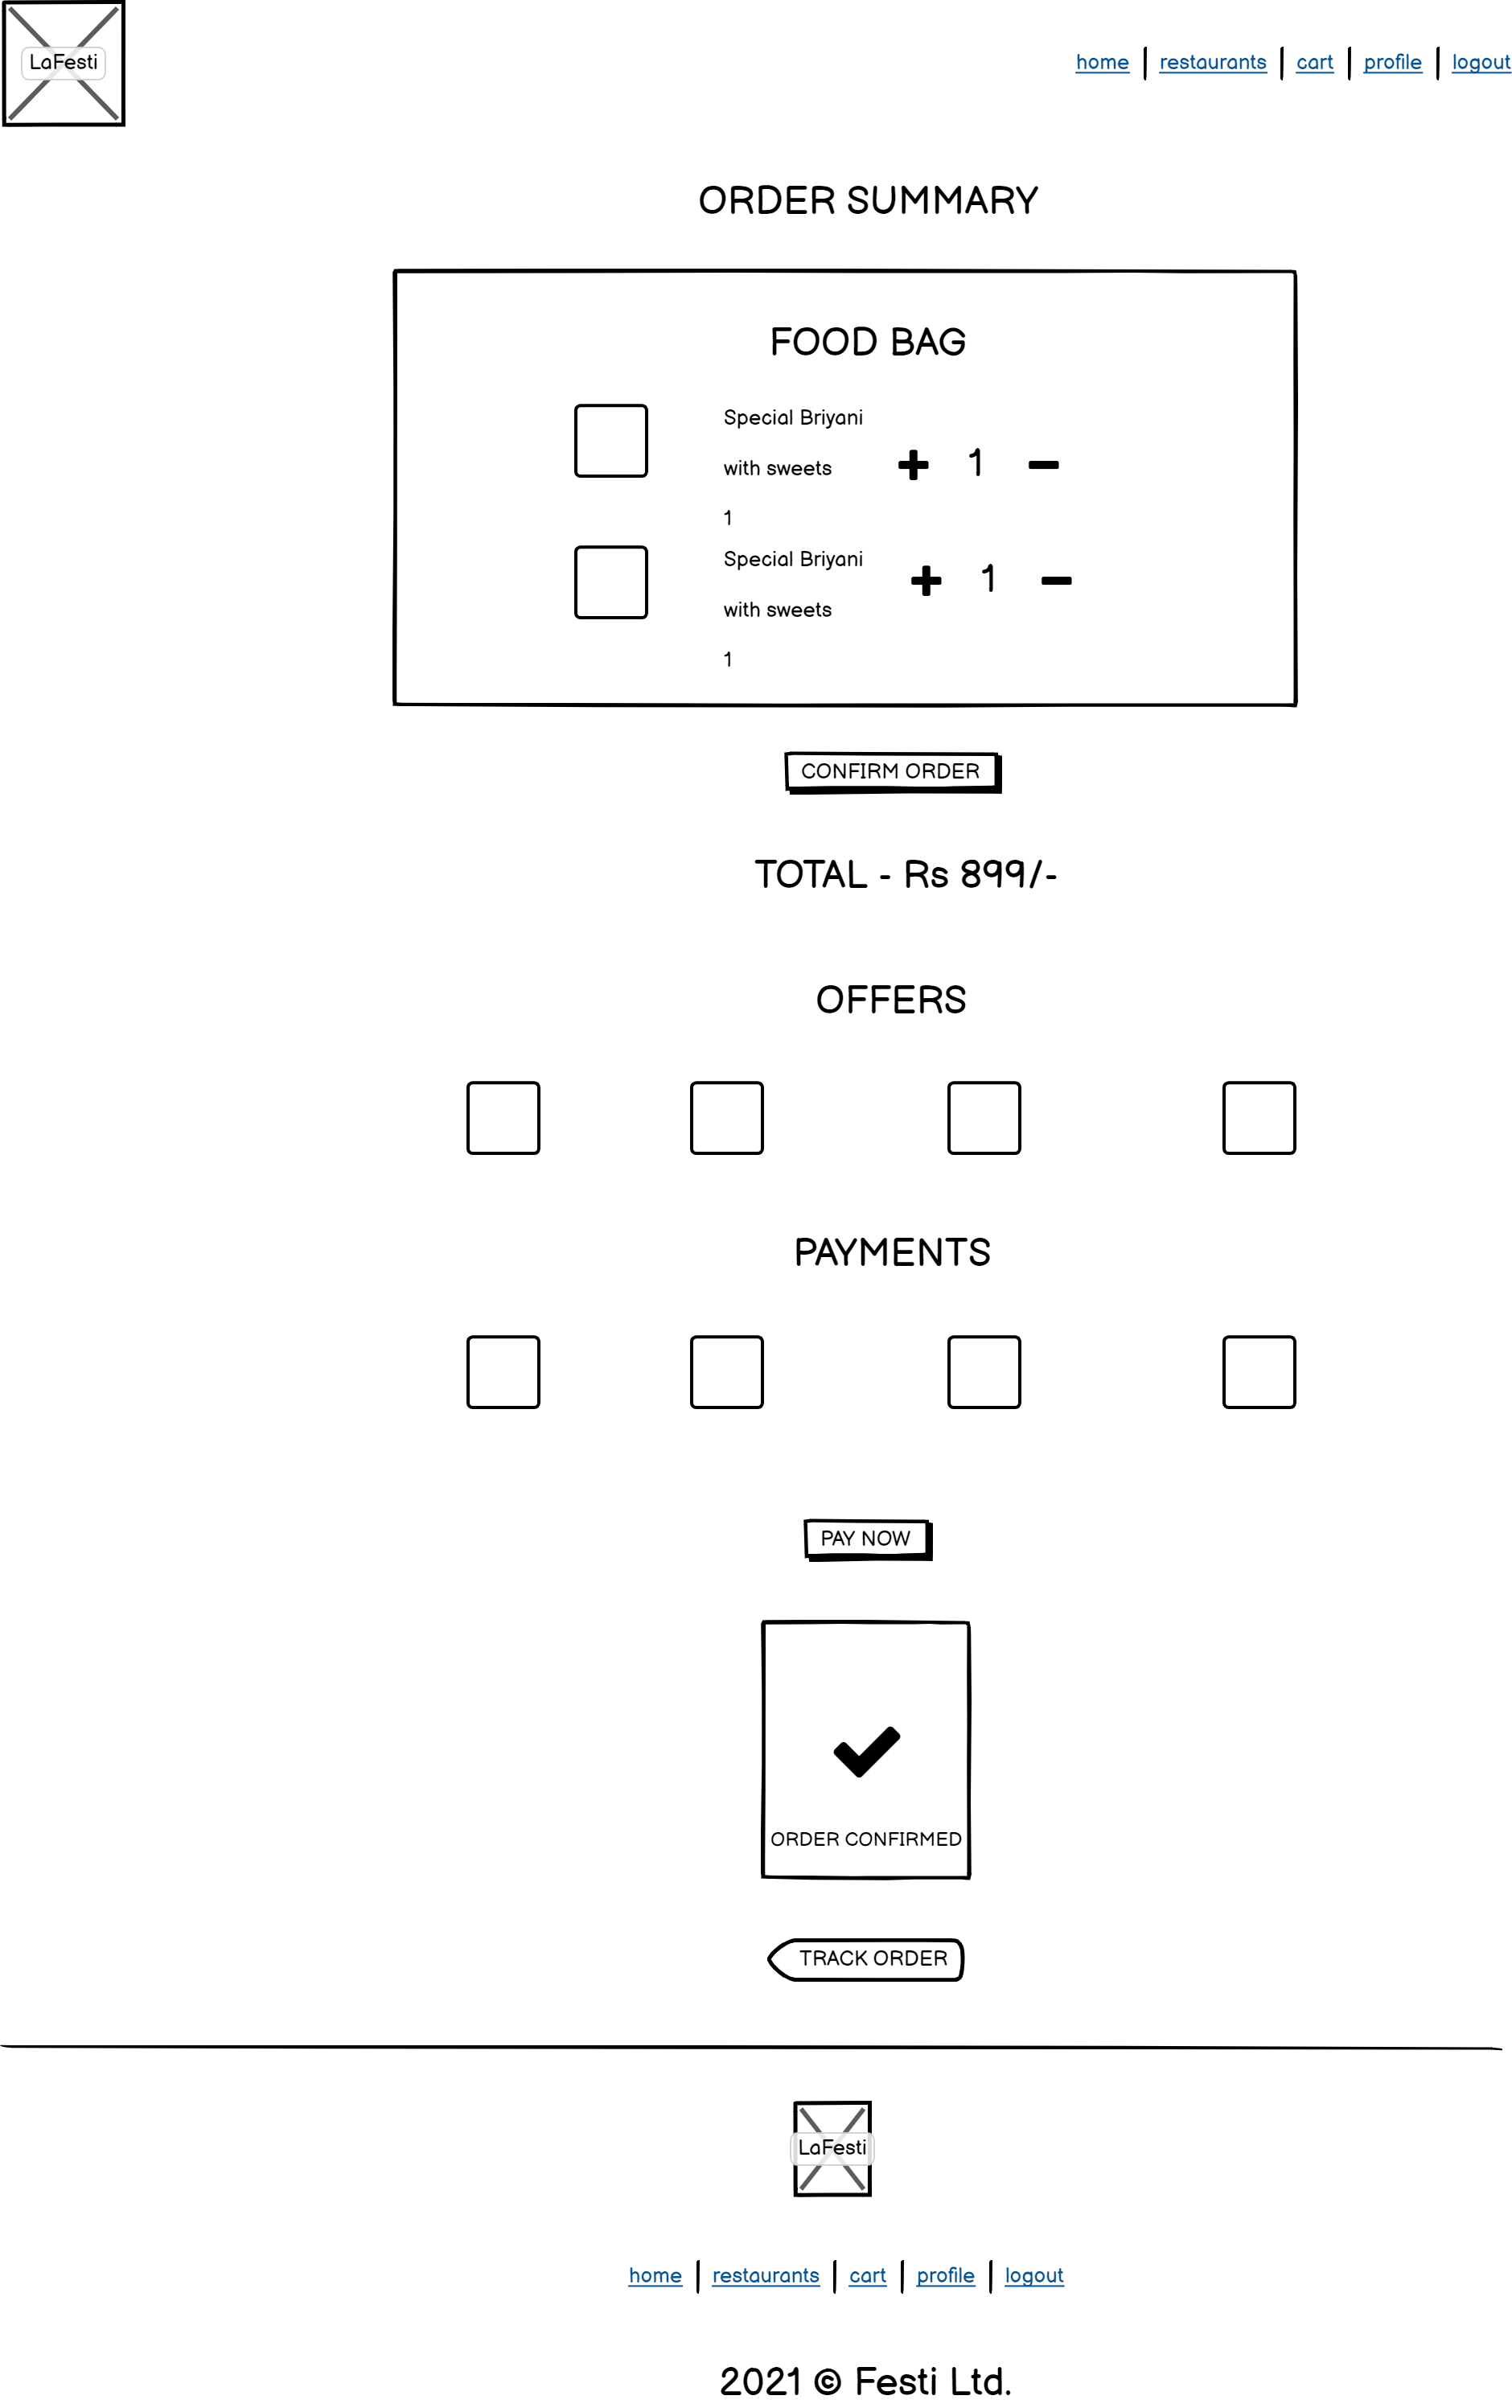 LaFesti
home | restaurants | cart | profile | logout
ORDER SUMMARY
FOOD BAG
Special Briyani
with sweets
1
1
Special Briyani
with sweets
1
1
CONFIRM ORDER
TOTAL - Rs 899/-
OFFERS
PAYMENTS
PAY NOW
ORDER CONFIRMED
TRACK ORDER
LaFesti
home | restaurants | cart | profile | logout
2021 © Festi Ltd.